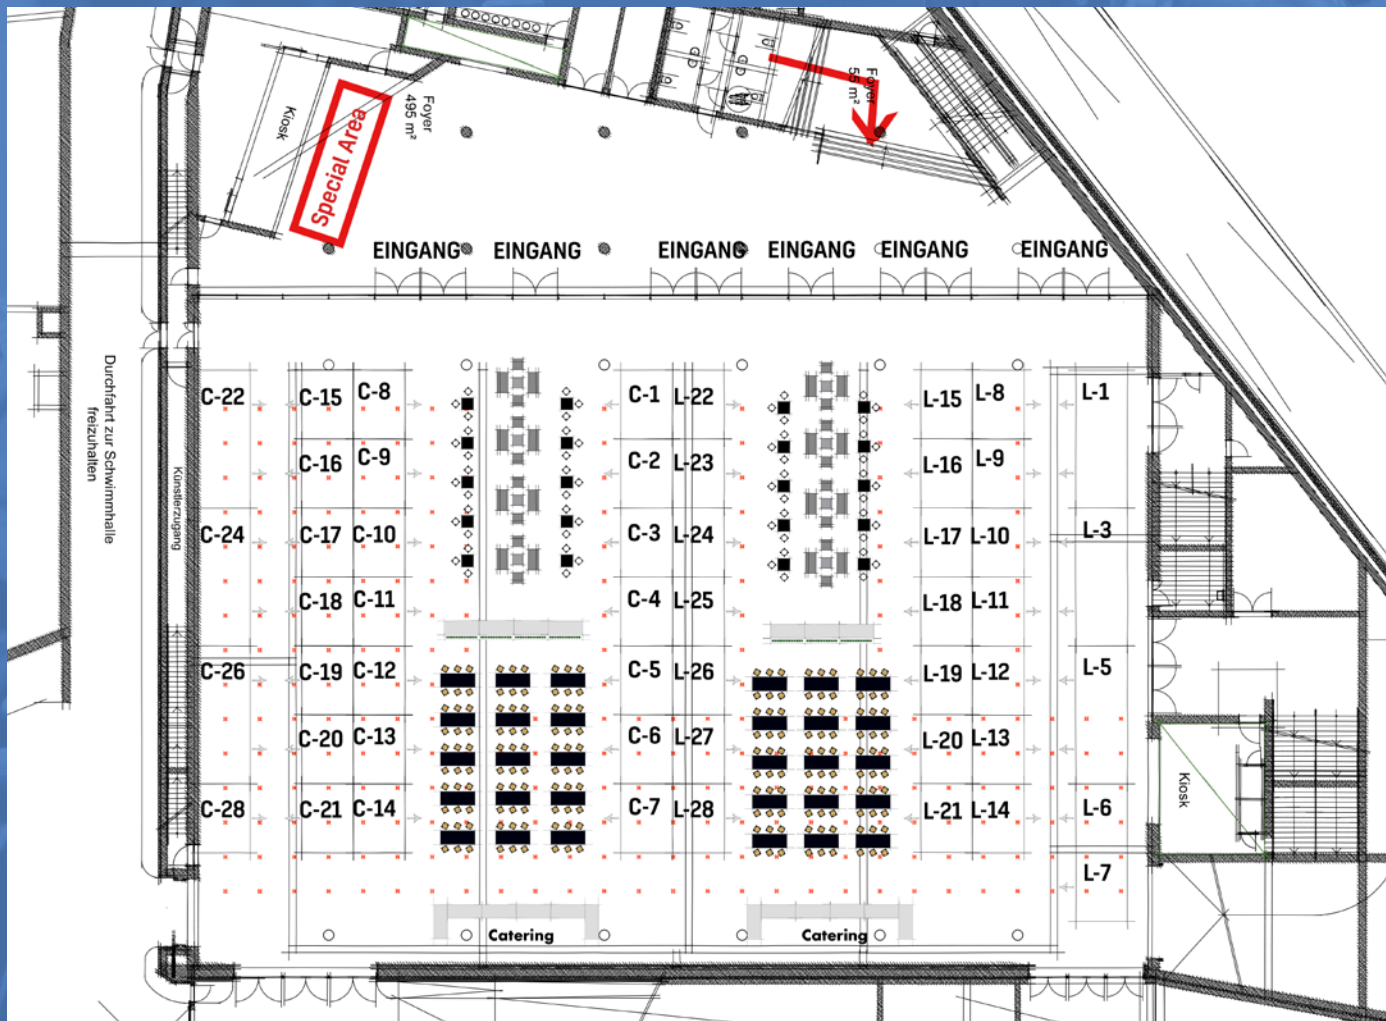 Foyer
55 m²
Foyer
495 m²
Kiosk
Special Area
EINGANG EINGANG EINGANG EINGANG EINGANG EINGANG
Durchfahrt zur Schwimmhalle
freizuhalten
Künstlerzugang
C-22 C-15 C-8 C-1 L-22 L-15 L-8 L-1
C-16 C-9 C-2 L-23 L-16 L-9
C-24 C-17 C-10 C-3 L-24 L-17 L-10 L-3
C-18 C-11 C-4 L-25 L-18 L-11
C-26 C-19 C-12 C-5 L-26 L-19 L-12 L-5
C-20 C-13 C-6 L-27 L-20 L-13
C-28 C-21 C-14 C-7 L-28 L-21 L-14 L-6
Kiosk
L-7
Catering Catering